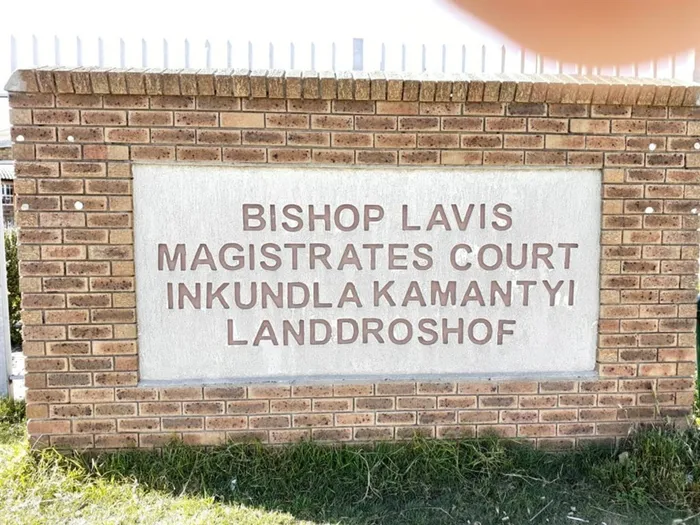 BISHOP LAVIS
MAGISTRATES COURT
INKUNDLA KAMANTYI
LANDDROSHOF